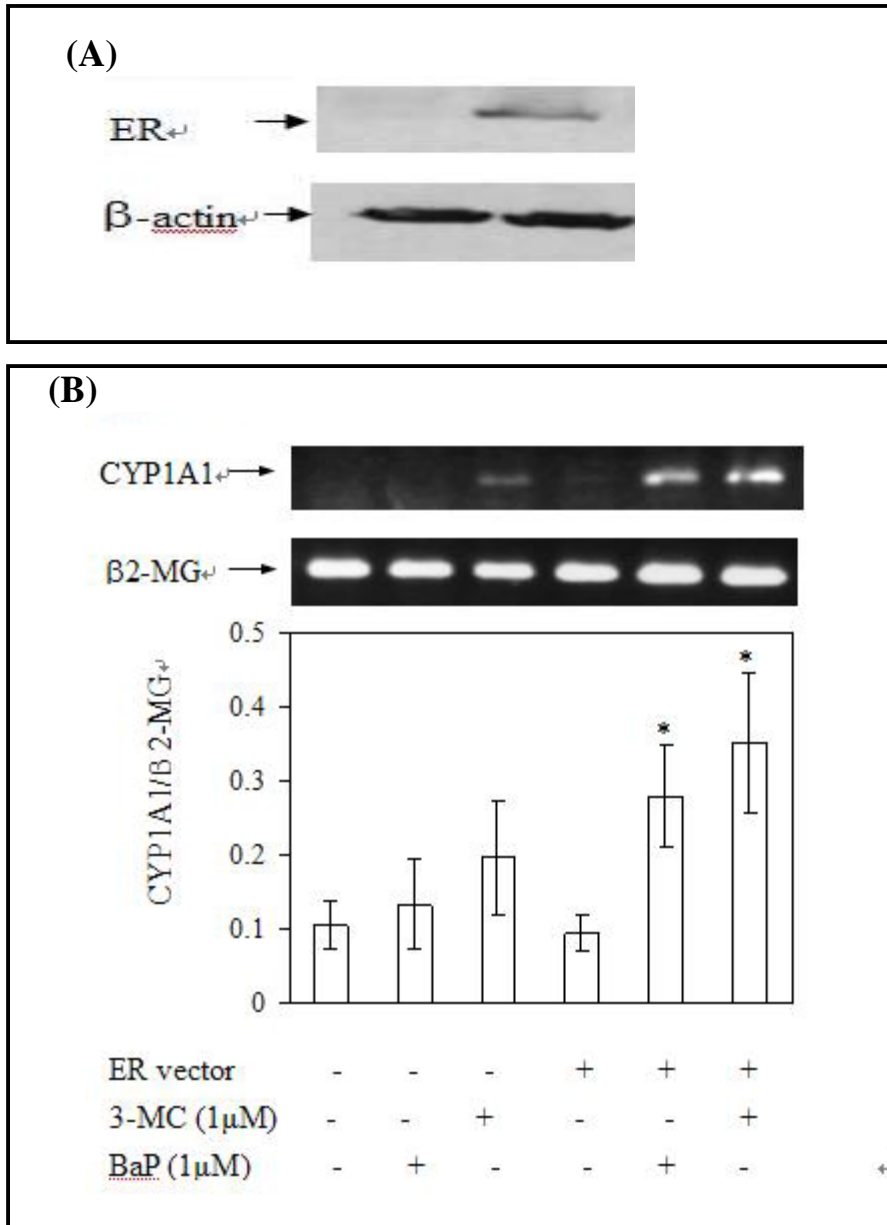 (A)
ER↵
β-actin↵
(B)
CYP1A1↵
β2-MG↵
0.5
0.4
0.3
0.2
0.1
0
CYP1A1/β2-MG↵
*
*
ER vector - - - + + +
3-MC (1μM) - - + - - +
BaP (1μM) - + - - + - ↵